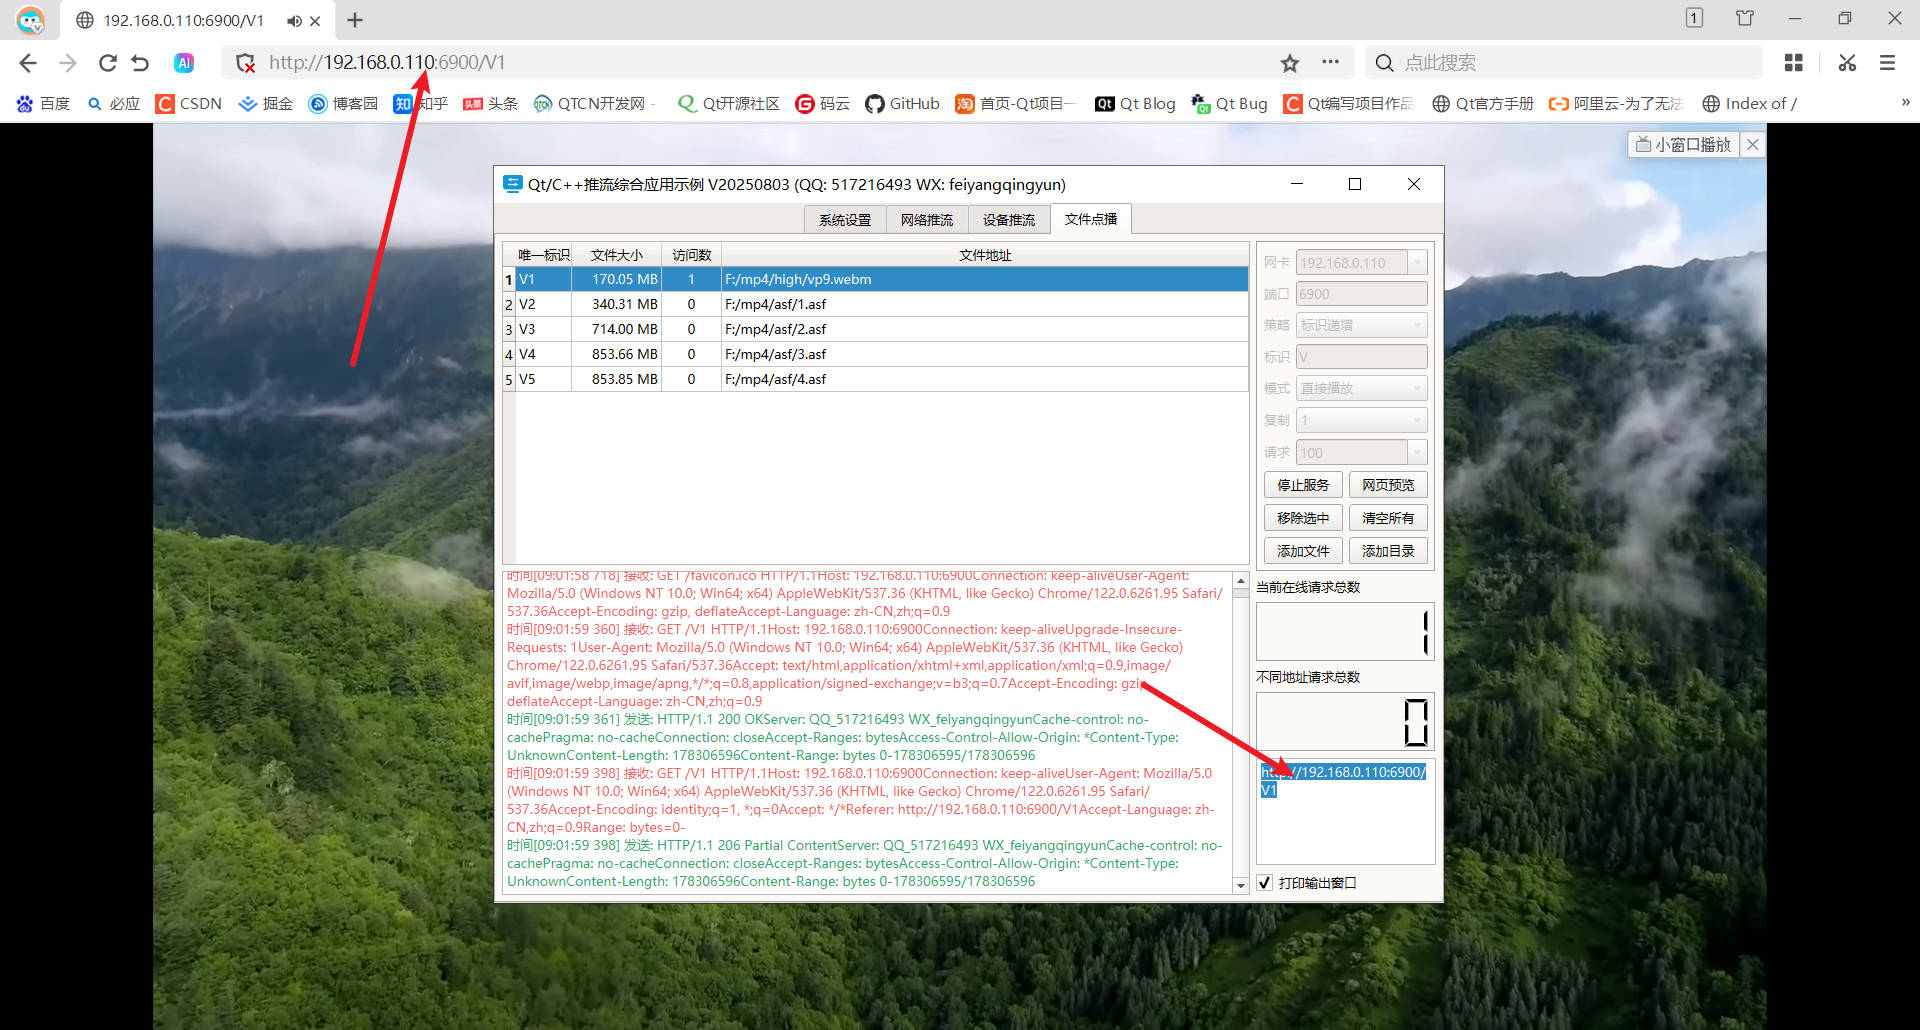 192.168.0.110:6900/V1
1
AI
http://192.168.0.110:6900/V1
点此搜索
百度
必应
CSDN
掘金
博客园
知乎
头条
QTCN开发网 -
Qt开源社区
码云
GitHub
首页-Qt项目一
Qt Blog
Qt Bug
Qt编写项目作品
Qt官方手册
阿里云-为了无法
Index of /
»
小窗口播放
Qt/C++推流综合应用示例 V20250803 (QQ: 517216493 WX: feiyangqingyun)
系统设置 网络推流 设备推流 文件点播
唯一标识 文件大小 访问数 文件地址
1 V1 170.05 MB 1 F:/mp4/high/vp9.webm
2 V2 340.31 MB 0 F:/mp4/asf/1.asf
3 V3 714.00 MB 0 F:/mp4/asf/2.asf
4 V4 853.66 MB 0 F:/mp4/asf/3.asf
5 V5 853.85 MB 0 F:/mp4/asf/4.asf
网卡 192.168.0.110
端口 6900
策略 标识递增
标识 V
模式 直接播放
复制 1
请求 100
停止服务 网页预览
移除选中 清空所有
添加文件 添加目录
时间[09:01:58 718] 接收: GET /favicon.ico HTTP/1.1Host: 192.168.0.110:6900Connection: keep-aliveUser-Agent:
Mozilla/5.0 (Windows NT 10.0; Win64; x64) AppleWebKit/537.36 (KHTML, like Gecko) Chrome/122.0.6261.95 Safari/
537.36Accept-Encoding: gzip, deflateAccept-Language: zh-CN,zh;q=0.9
时间[09:01:59 360] 接收: GET /V1 HTTP/1.1Host: 192.168.0.110:6900Connection: keep-aliveUpgrade-Insecure-
Requests: 1User-Agent: Mozilla/5.0 (Windows NT 10.0; Win64; x64) AppleWebKit/537.36 (KHTML, like Gecko)
Chrome/122.0.6261.95 Safari/537.36Accept: text/html,application/xhtml+xml,application/xml;q=0.9,image/
avif,image/webp,image/apng,*/*;q=0.8,application/signed-exchange;v=b3;q=0.7Accept-Encoding: gzip,
deflateAccept-Language: zh-CN,zh;q=0.9
时间[09:01:59 361] 发送: HTTP/1.1 200 OKServer: QQ_517216493 WX_feiyangqingyunCache-control: no-
cachePragma: no-cacheConnection: closeAccept-Ranges: bytesAccess-Control-Allow-Origin: *Content-Type:
UnknownContent-Length: 178306596Content-Range: bytes 0-178306595/178306596
时间[09:01:59 398] 接收: GET /V1 HTTP/1.1Host: 192.168.0.110:6900Connection: keep-aliveUser-Agent: Mozilla/5.0
(Windows NT 10.0; Win64; x64) AppleWebKit/537.36 (KHTML, like Gecko) Chrome/122.0.6261.95 Safari/
537.36Accept-Encoding: identity;q=1, *;q=0Accept: */*Referer: http://192.168.0.110:6900/V1Accept-Language: zh-
CN,zh;q=0.9Range: bytes=0-
时间[09:01:59 398] 发送: HTTP/1.1 206 Partial ContentServer: QQ_517216493 WX_feiyangqingyunCache-control: no-
cachePragma: no-cacheConnection: closeAccept-Ranges: bytesAccess-Control-Allow-Origin: *Content-Type:
UnknownContent-Length: 178306596Content-Range: bytes 0-178306595/178306596
当前在线请求总数
1
不同地址请求总数
0
http://192.168.0.110:6900/
V1
打印输出窗口